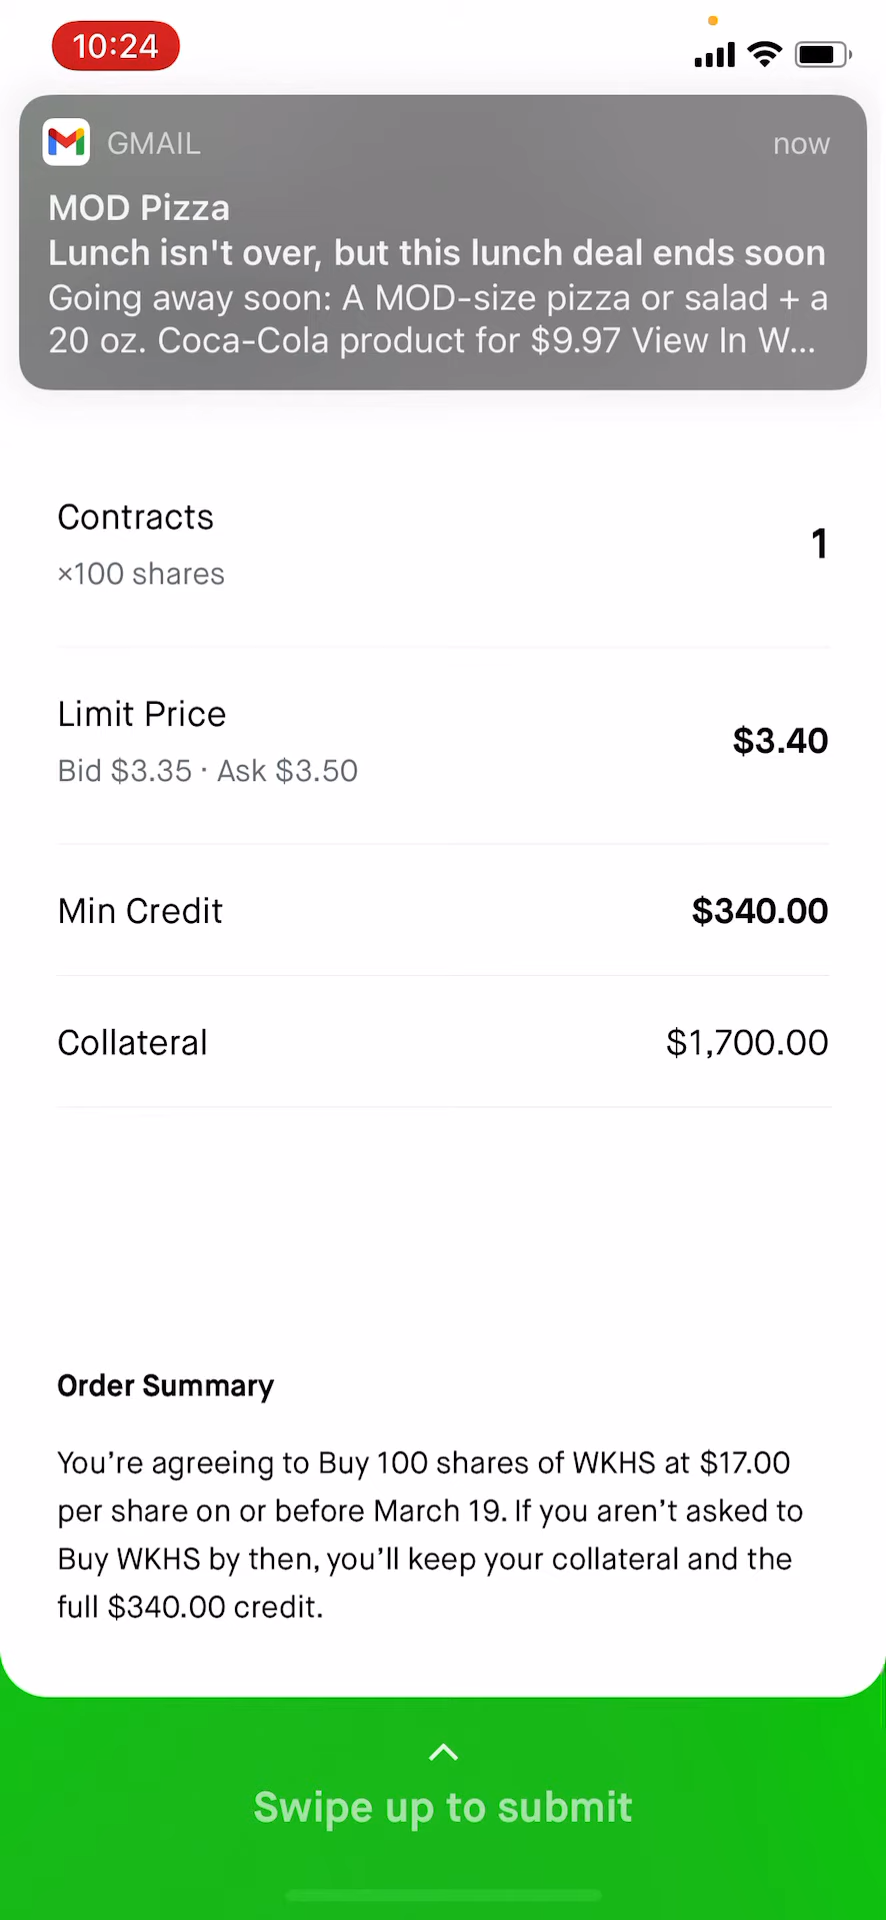 10:24
GMAIL
now
MOD Pizza
Lunch isn't over, but this lunch deal ends soon
Going away soon: A MOD-size pizza or salad + a
20 oz. Coca-Cola product for $9.97 View In W...
Contracts
×100 shares
1
Limit Price
Bid $3.35 · Ask $3.50
$3.40
Min Credit
$340.00
Collateral
$1,700.00
Order Summary
You’re agreeing to Buy 100 shares of WKHS at $17.00
per share on or before March 19. If you aren’t asked to
Buy WKHS by then, you’ll keep your collateral and the
full $340.00 credit.
Swipe up to submit